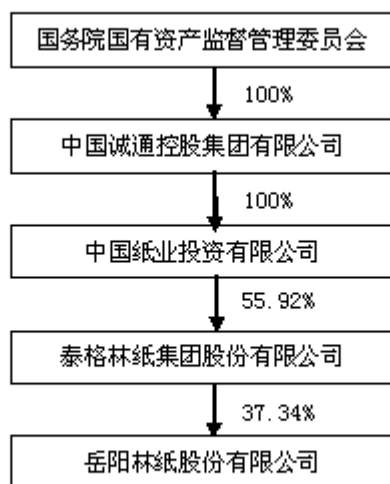 国务院国有资产监督管理委员会
100%
中国诚通控股集团有限公司
100%
中国纸业投资有限公司
55.92%
泰格林纸集团股份有限公司
37.34%
岳阳林纸股份有限公司